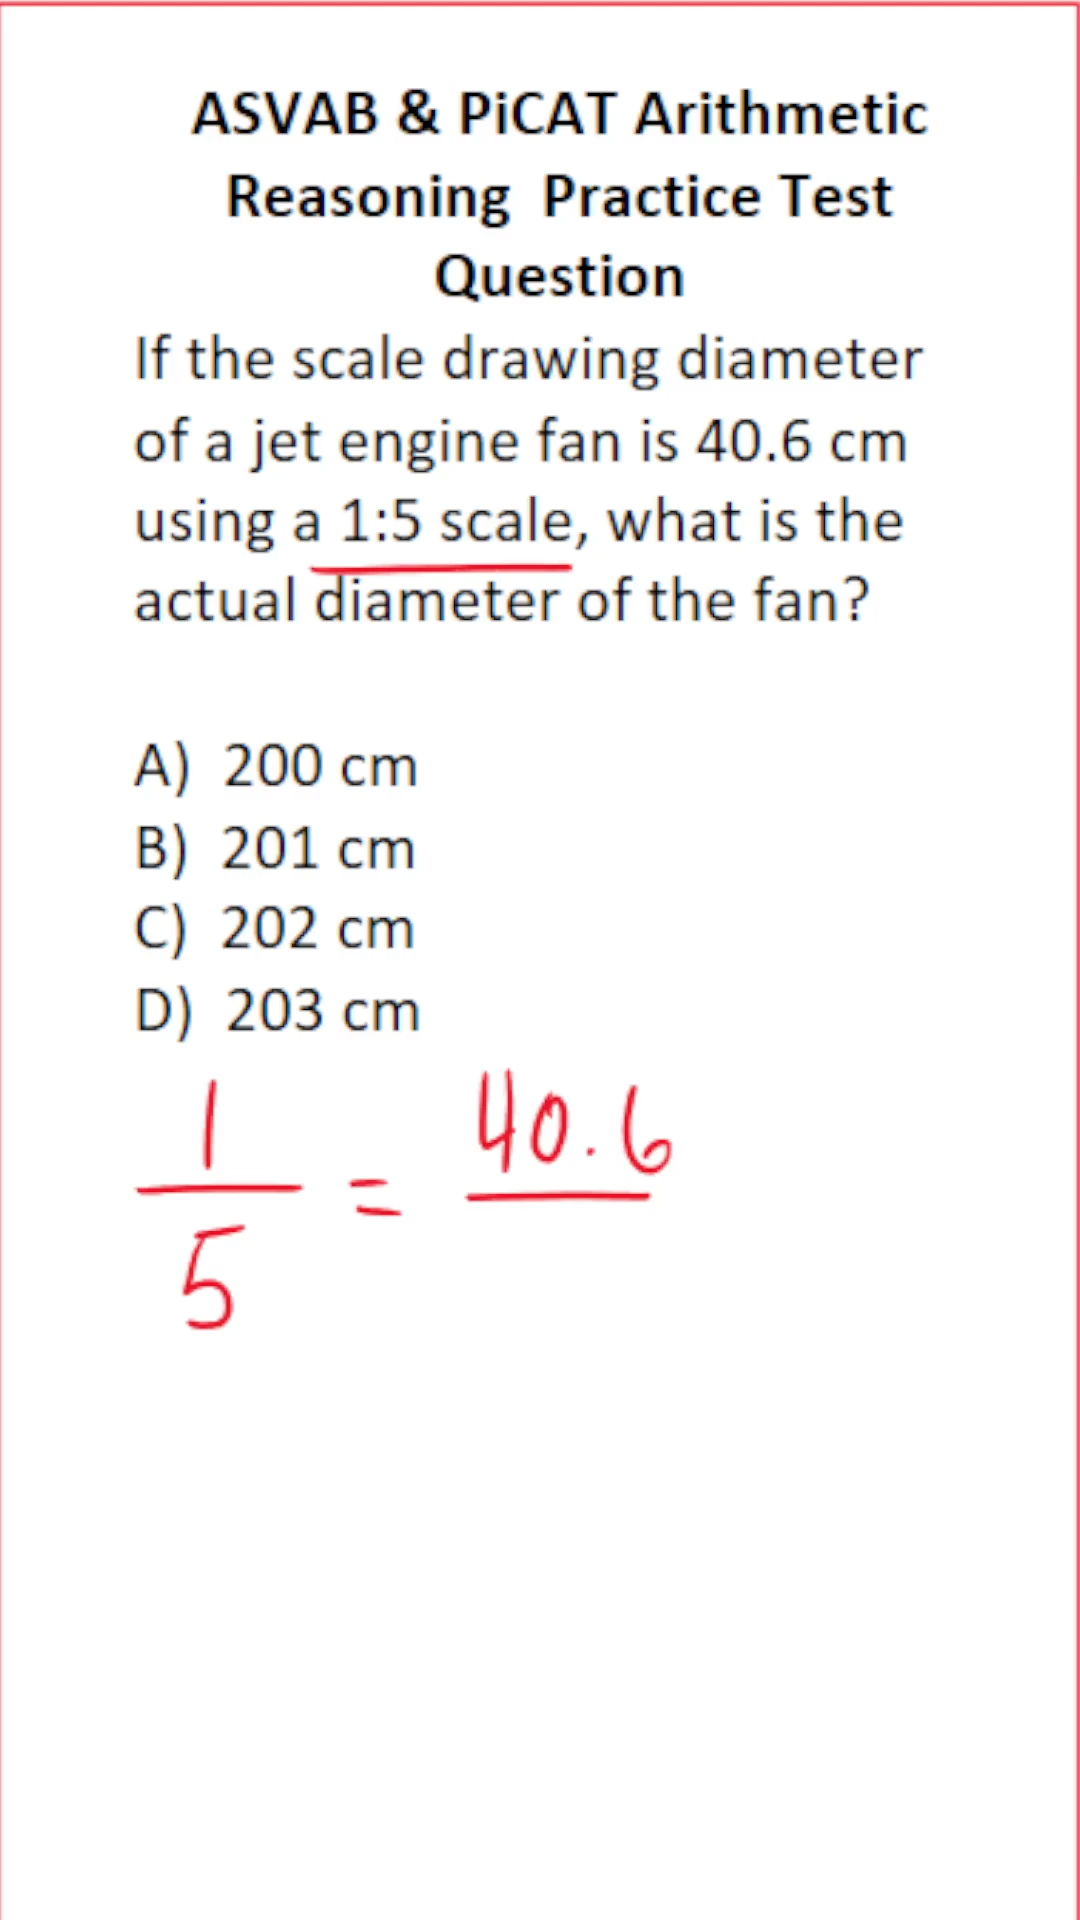 ASVAB & PiCAT Arithmetic
Reasoning Practice Test
Question
If the scale drawing diameter
of a jet engine fan is 40.6 cm
using a 1:5 scale, what is the
actual diameter of the fan?
A) 200 cm
B) 201 cm
C) 202 cm
D) 203 cm
1
5
=
40.6